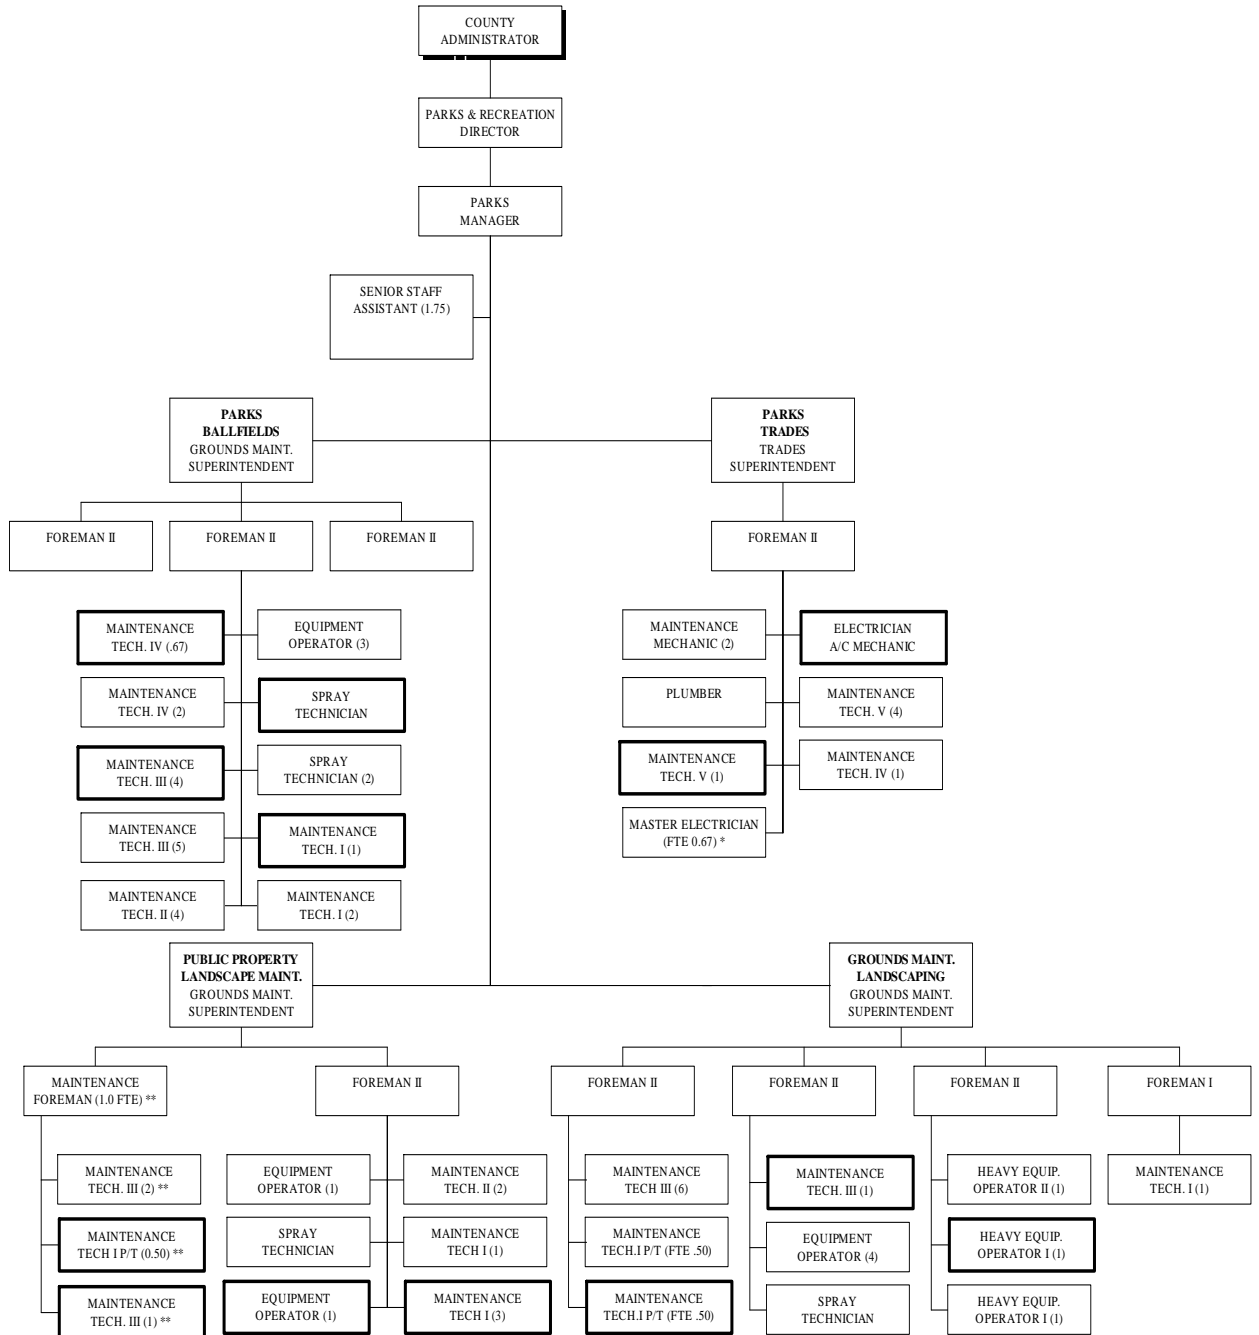 COUNTY
ADMINISTRATOR
PARKS & RECREATION
DIRECTOR
PARKS
MANAGER
SENIOR STAFF
ASSISTANT (1.75)
PARKS
BALLFIELDS
GROUNDS MAINT.
SUPERINTENDENT
PARKS
TRADES
TRADES
SUPERINTENDENT
FOREMAN II
FOREMAN II
FOREMAN II
FOREMAN II
MAINTENANCE
TECH. IV (.67)
EQUIPMENT
OPERATOR (3)
MAINTENANCE
TECH. IV (2)
SPRAY
TECHNICIAN
MAINTENANCE
TECH. III (4)
SPRAY
TECHNICIAN (2)
MAINTENANCE
TECH. III (5)
MAINTENANCE
TECH. I (1)
MAINTENANCE
TECH. II (4)
MAINTENANCE
TECH. I (2)
MAINTENANCE
MECHANIC (2)
ELECTRICIAN
A/C MECHANIC
PLUMBER
MAINTENANCE
TECH. V (4)
MAINTENANCE
TECH. V (1)
MAINTENANCE
TECH. IV (1)
MASTER ELECTRICIAN
(FTE 0.67) *
PUBLIC PROPERTY
LANDSCAPE MAINT.
GROUNDS MAINT.
SUPERINTENDENT
GROUNDS MAINT.
LANDSCAPING
GROUNDS MAINT.
SUPERINTENDENT
MAINTENANCE
FOREMAN (1.0 FTE) **
FOREMAN II
FOREMAN II
FOREMAN II
FOREMAN II
FOREMAN I
MAINTENANCE
TECH. III (2) **
MAINTENANCE
TECH I P/T (0.50) **
MAINTENANCE
TECH. III (1) **
EQUIPMENT
OPERATOR (1)
MAINTENANCE
TECH. II (2)
SPRAY
TECHNICIAN
MAINTENANCE
TECH I (1)
EQUIPMENT
OPERATOR (1)
MAINTENANCE
TECH I (3)
MAINTENANCE
TECH III (6)
MAINTENANCE
TECH.I P/T (FTE .50)
MAINTENANCE
TECH.I P/T (FTE .50)
MAINTENANCE
TECH. III (1)
EQUIPMENT
OPERATOR (4)
SPRAY
TECHNICIAN
HEAVY EQUIP.
OPERATOR II (1)
HEAVY EQUIP.
OPERATOR I (1)
HEAVY EQUIP.
OPERATOR I (1)
MAINTENANCE
TECH. I (1)